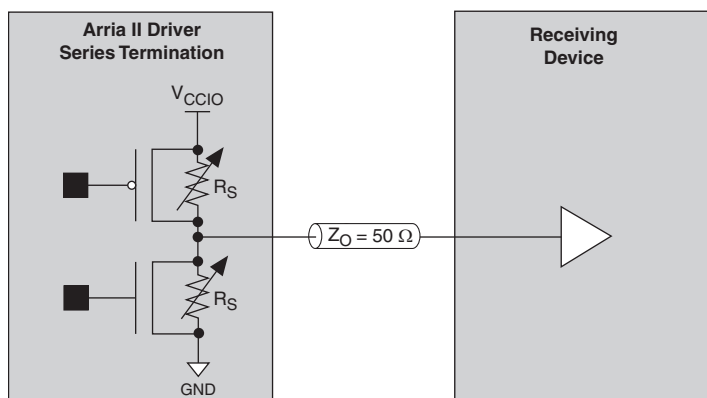 Arria II Driver
Series Termination
Receiving
Device
VCCIO
RS
ZO = 50 Ω
RS
GND